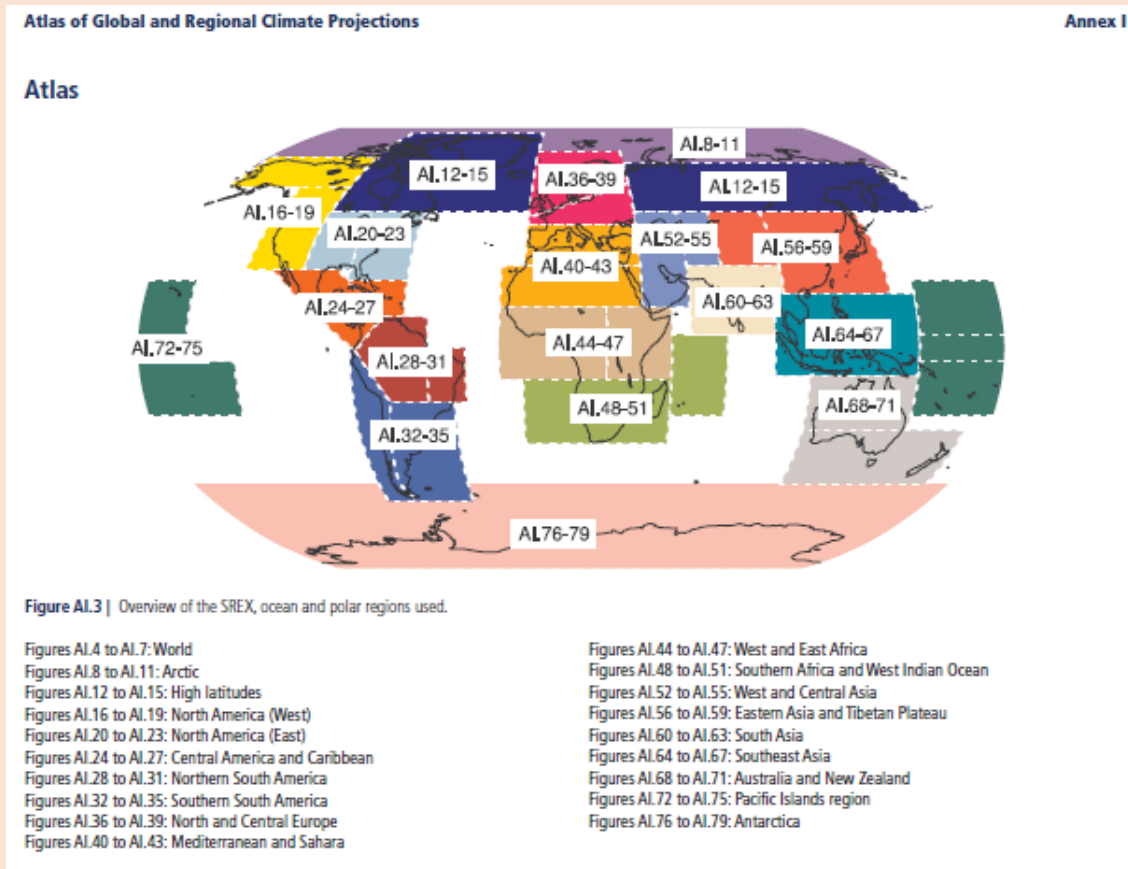 Atlas of Global and Regional Climate Projections
Annex I
Atlas
AI.8-11
AI.12-15
AI.36-39
AI.12-15
AI.16-19
AI.20-23
AI.52-55
AI.56-59
AI.40-43
AI.24-27
AI.60-63
AI.72-75
AI.28-31
AI.44-47
AI.64-67
AI.48-51
AI.68-71
AI.32-35
AI.76-79
Figure AI.3 | Overview of the SREX, ocean and polar regions used.
Figures AI.4 to AI.7: World
Figures AI.8 to AI.11: Arctic
Figures AI.12 to AI.15: High latitudes
Figures AI.16 to AI.19: North America (West)
Figures AI.20 to AI.23: North America (East)
Figures AI.24 to AI.27: Central America and Caribbean
Figures AI.28 to AI.31: Northern South America
Figures AI.32 to AI.35: Southern South America
Figures AI.36 to AI.39: North and Central Europe
Figures AI.40 to AI.43: Mediterranean and Sahara
Figures AI.44 to AI.47: West and East Africa
Figures AI.48 to AI.51: Southern Africa and West Indian Ocean
Figures AI.52 to AI.55: West and Central Asia
Figures AI.56 to AI.59: Eastern Asia and Tibetan Plateau
Figures AI.60 to AI.63: South Asia
Figures AI.64 to AI.67: Southeast Asia
Figures AI.68 to AI.71: Australia and New Zealand
Figures AI.72 to AI.75: Pacific Islands region
Figures AI.76 to AI.79: Antarctica